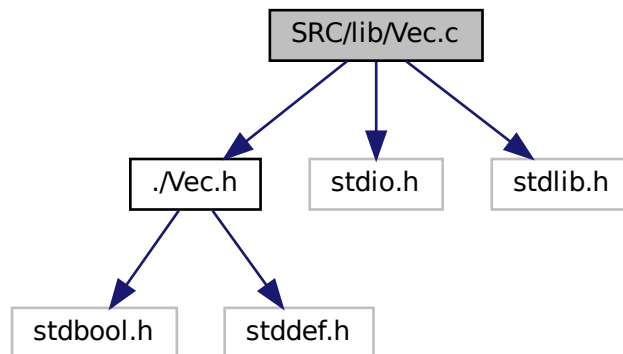 SRC/lib/Vec.c
./Vec.h
stdio.h
stdlib.h
stdbool.h
stddef.h